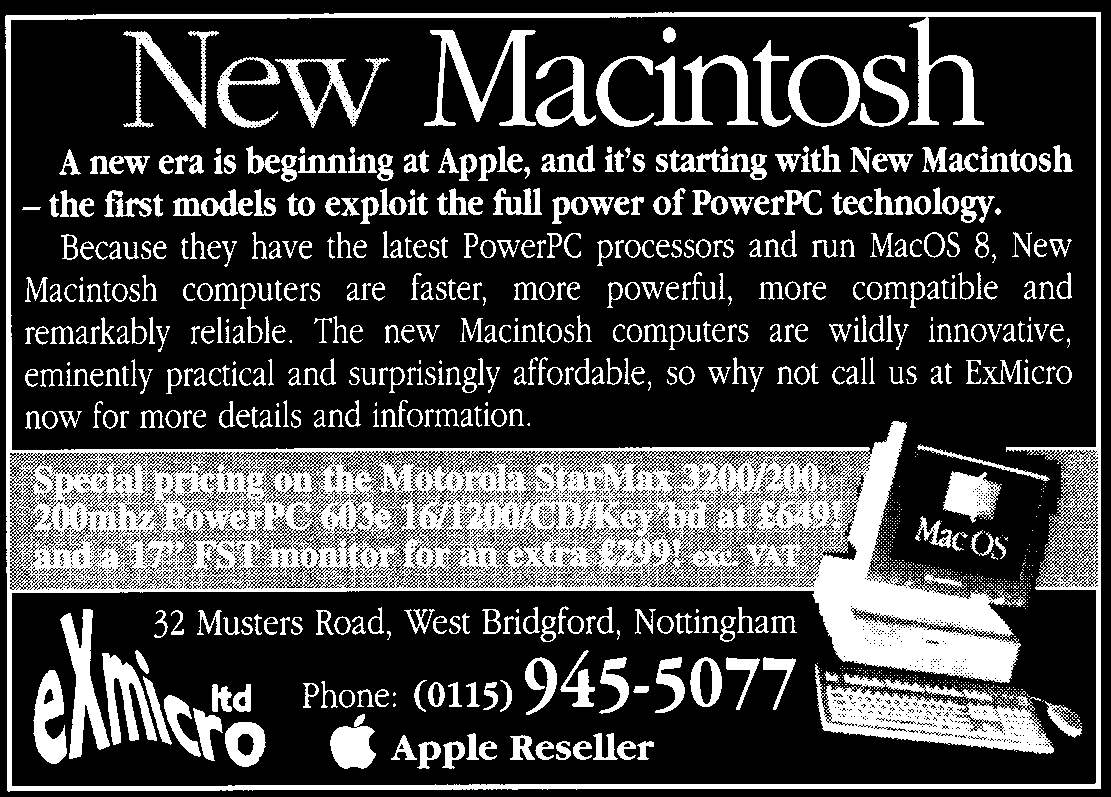 New Macintosh
A new era is beginning at Apple, and it's starting with New Macintosh
– the first models to exploit the full power of PowerPC technology.
Because they have the latest PowerPC processors and run MacOS 8, New
Macintosh computers are faster, more powerful, more compatible and
remarkably reliable. The new Macintosh computers are wildly innovative,
eminently practical and surprisingly affordable, so why not call us at ExMicro
now for more details and information.
Special pricing on the Motorola StarMax 3200/200
200mhz PowerPC 603e 16/1200/CD/Key'bd at £649!
and a 17" FST monitor for an extra £299! exc. VAT
Mac OS
32 Musters Road, West Bridgford, Nottingham
eXmicro ltd
Phone: (0115) 945-5077
Apple Reseller